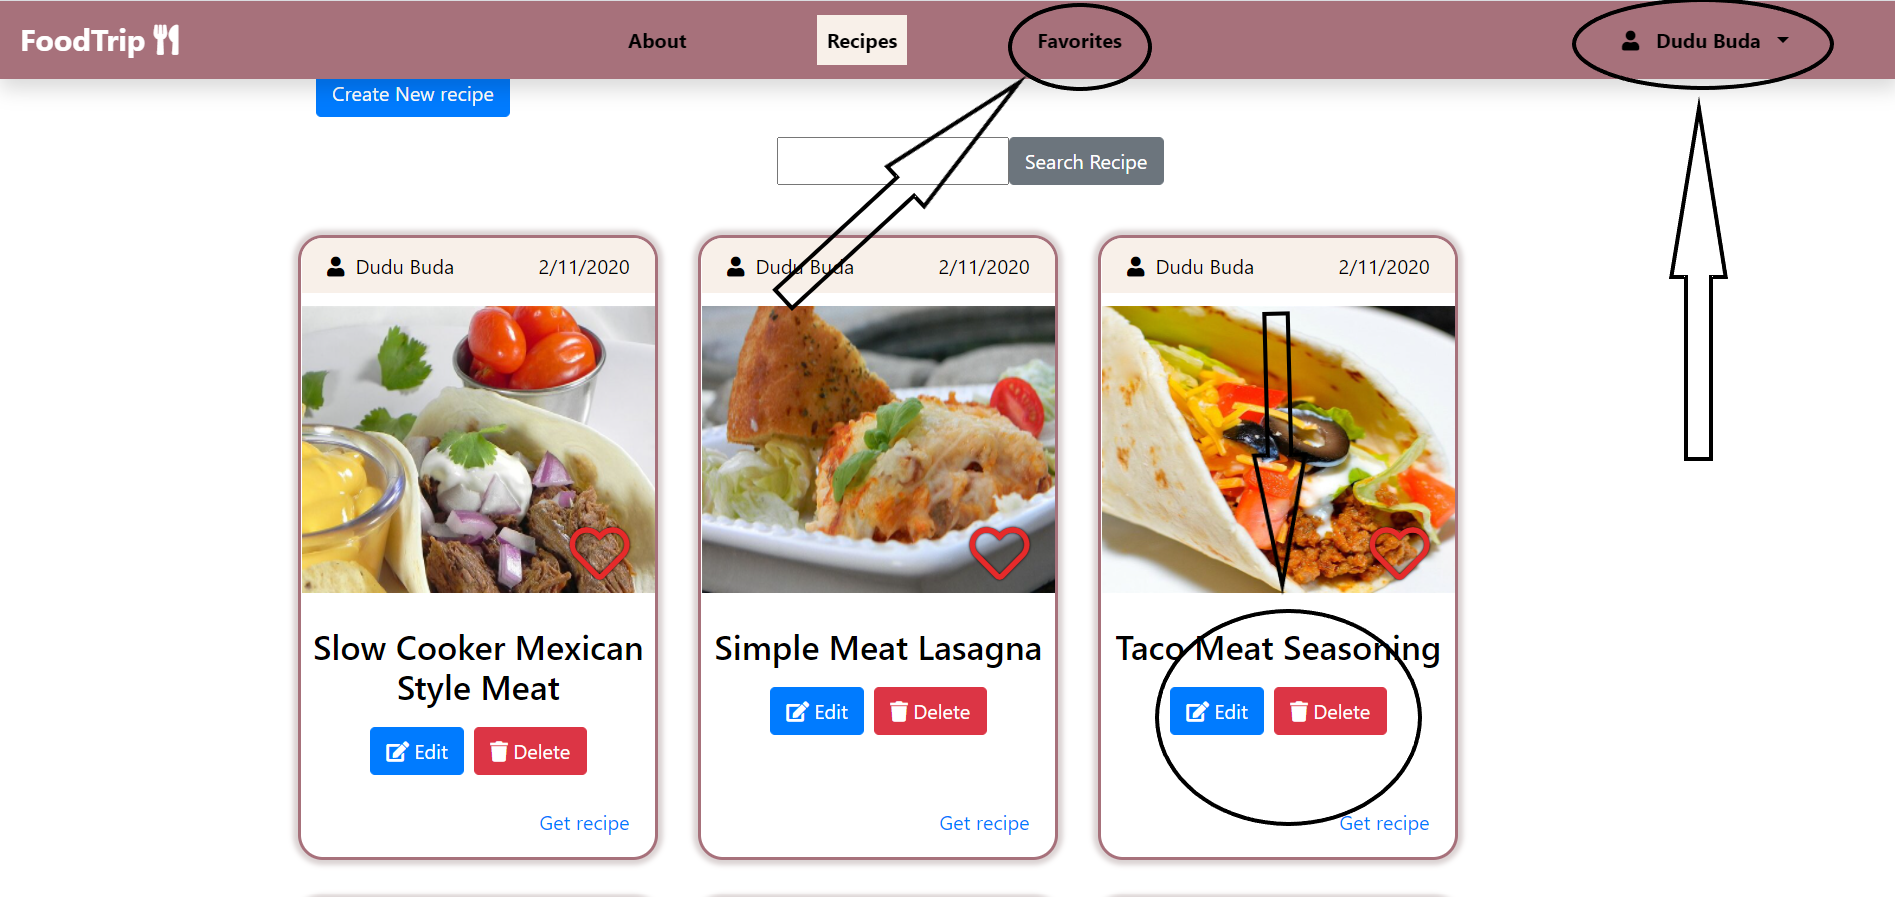 FoodTrip
About
Recipes
Favorites
Dudu Buda
Create New recipe
Search Recipe
Dudu Buda 2/11/2020
Slow Cooker Mexican
Style Meat
Edit Delete
Get recipe
Dudu Buda 2/11/2020
Simple Meat Lasagna
Edit Delete
Get recipe
Dudu Buda 2/11/2020
Taco Meat Seasoning
Edit Delete
Get recipe